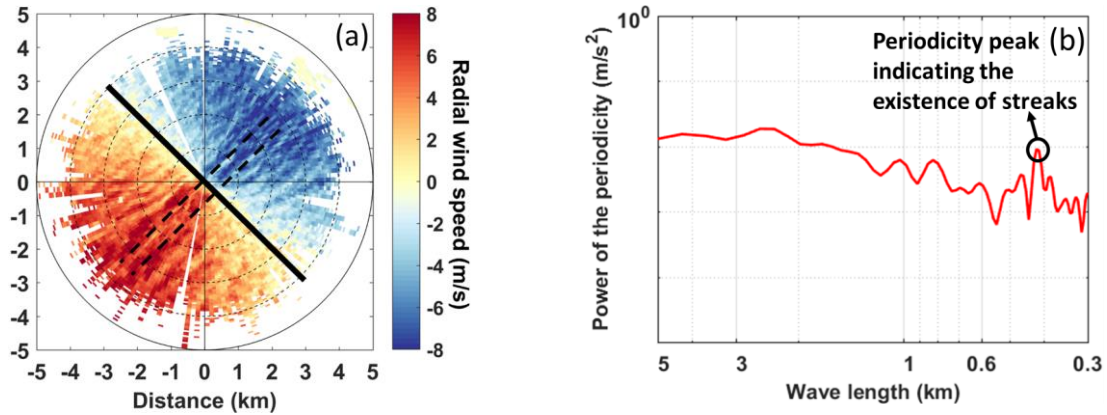 (a)
5
4
3
2
1
0
-1
-2
-3
-4
-5
-5 -4 -3 -2 -1 0 1 2 3 4 5
Distance (km)
8
6
4
2
0
-2
-4
-6
-8
Radial wind speed (m/s)
(b)
10⁰
Power of the periodicity (m/s²)
Periodicity peak
indicating the
existence of streaks
5 3 1 0.6 0.3
Wave length (km)